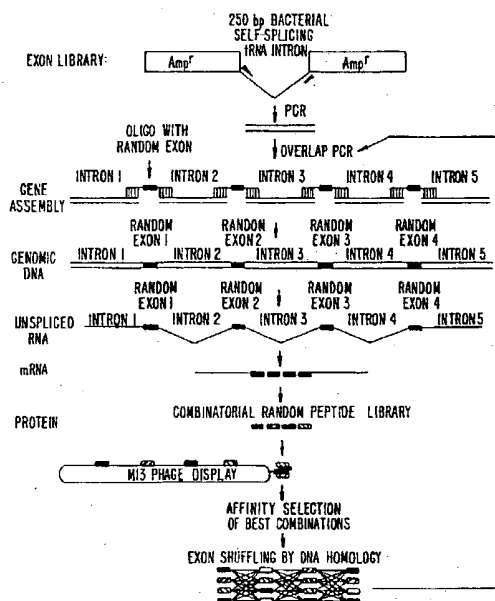 250 bp BACTERIAL
SELF-SPLICING
tRNA INTRON
EXON LIBRARY:
Ampʳ
Ampʳ
PCR
OLIGO WITH
RANDOM EXON
OVERLAP PCR
INTRON 1
INTRON 2
INTRON 3
INTRON 4
INTRON 5
GENE
ASSEMBLY
RANDOM
EXON 1
RANDOM
EXON 2
RANDOM
EXON 3
RANDOM
EXON 4
GENOMIC
DNA
INTRON 1
INTRON 2
INTRON 3
INTRON 4
INTRON 5
RANDOM
EXON 1
RANDOM
EXON 2
RANDOM
EXON 3
RANDOM
EXON 4
UNSPLICED
RNA
INTRON 1
INTRON 2
INTRON 3
INTRON 4
INTRON5
mRNA
COMBINATORIAL RANDOM PEPTIDE LIBRARY
PROTEIN
M13 PHAGE DISPLAY
AFFINITY SELECTION
OF BEST COMBINATIONS
EXON SHUFFLING BY DNA HOMOLOGY